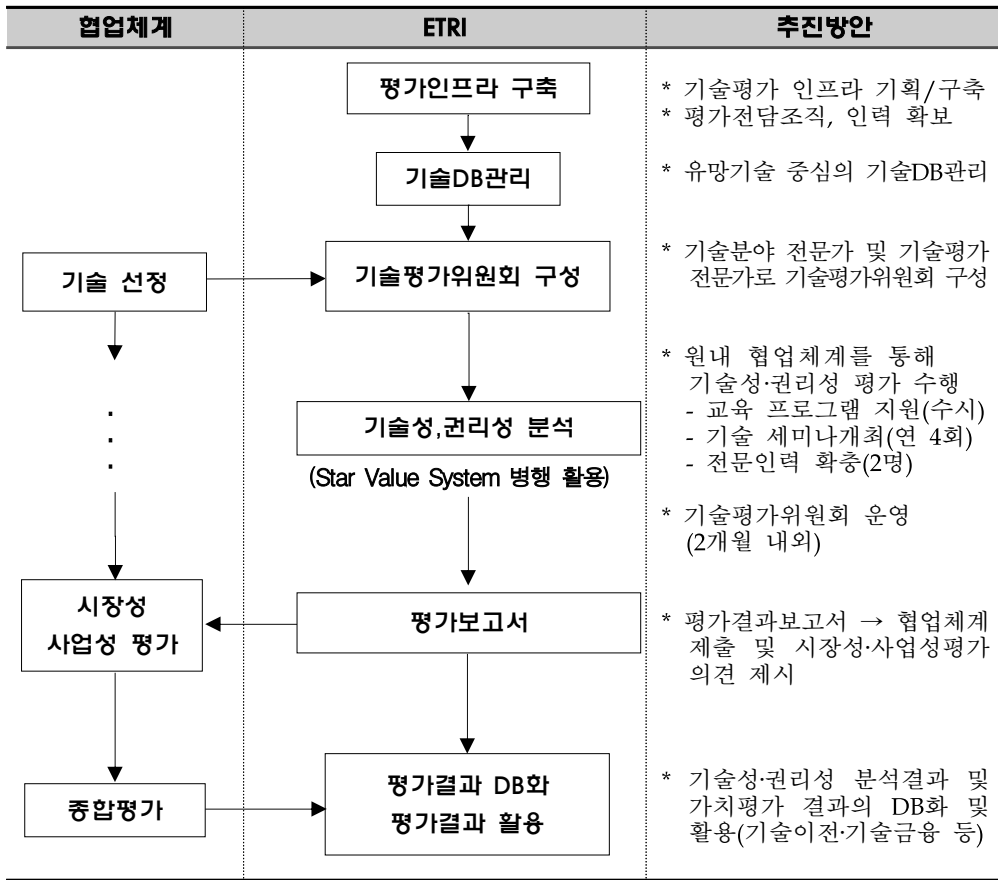 협업체계
ETRI
추진방안
평가인프라 구축
* 기술평가 인프라 기획/구축
* 평가전담조직, 인력 확보
기술DB관리
* 유망기술 중심의 기술DB관리
기술 선정
기술평가위원회 구성
* 기술분야 전문가 및 기술평가
전문가로 기술평가위원회 구성
기술성,권리성 분석
(Star Value System 병행 활용)
* 원내 협업체계를 통해
기술성·권리성 평가 수행
- 교육 프로그램 지원(수시)
- 기술 세미나개최(연 4회)
- 전문인력 확충(2명)
* 기술평가위원회 운영
(2개월 내외)
시장성
사업성 평가
평가보고서
* 평가결과보고서 → 협업체계
제출 및 시장성·사업성평가
의견 제시
종합평가
평가결과 DB화
평가결과 활용
* 기술성·권리성 분석결과 및
가치평가 결과의 DB화 및
활용(기술이전·기술금융 등)